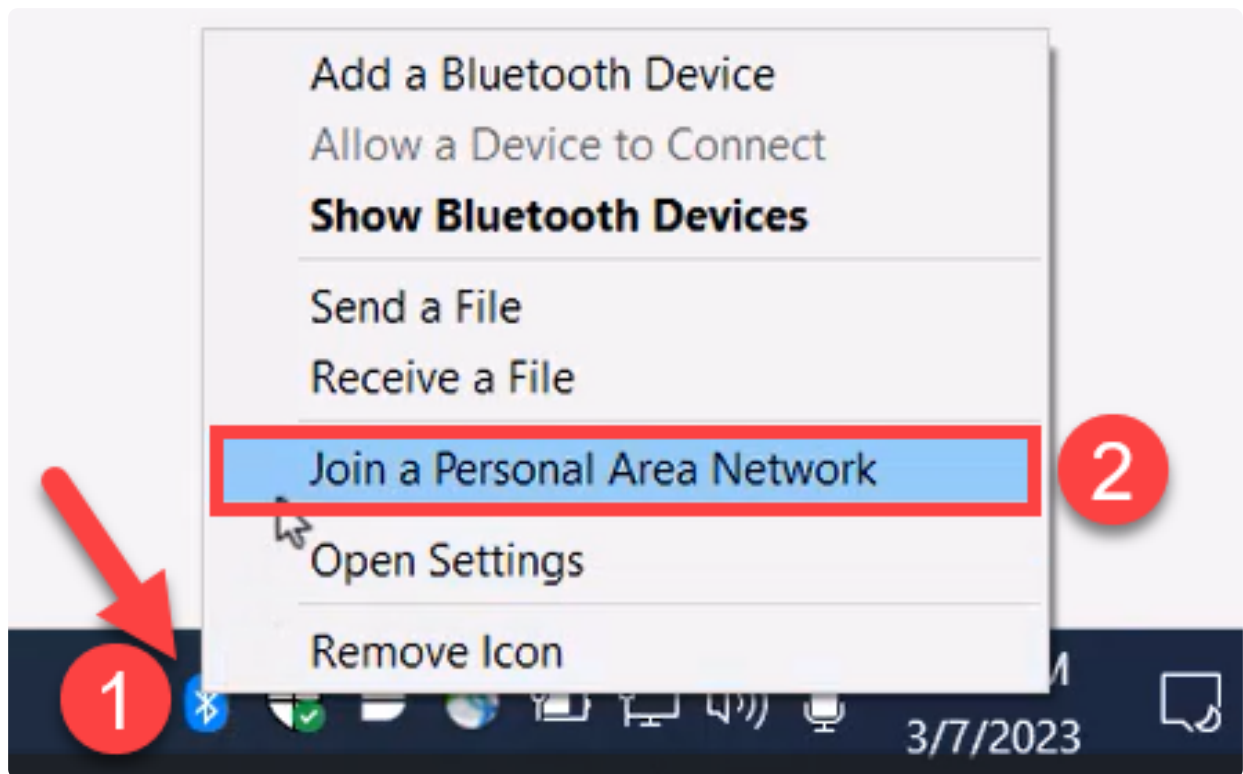 Add a Bluetooth Device
Allow a Device to Connect
Show Bluetooth Devices
Send a File
Receive a File
Join a Personal Area Network
2
Open Settings
Remove Icon
1
3/7/2023